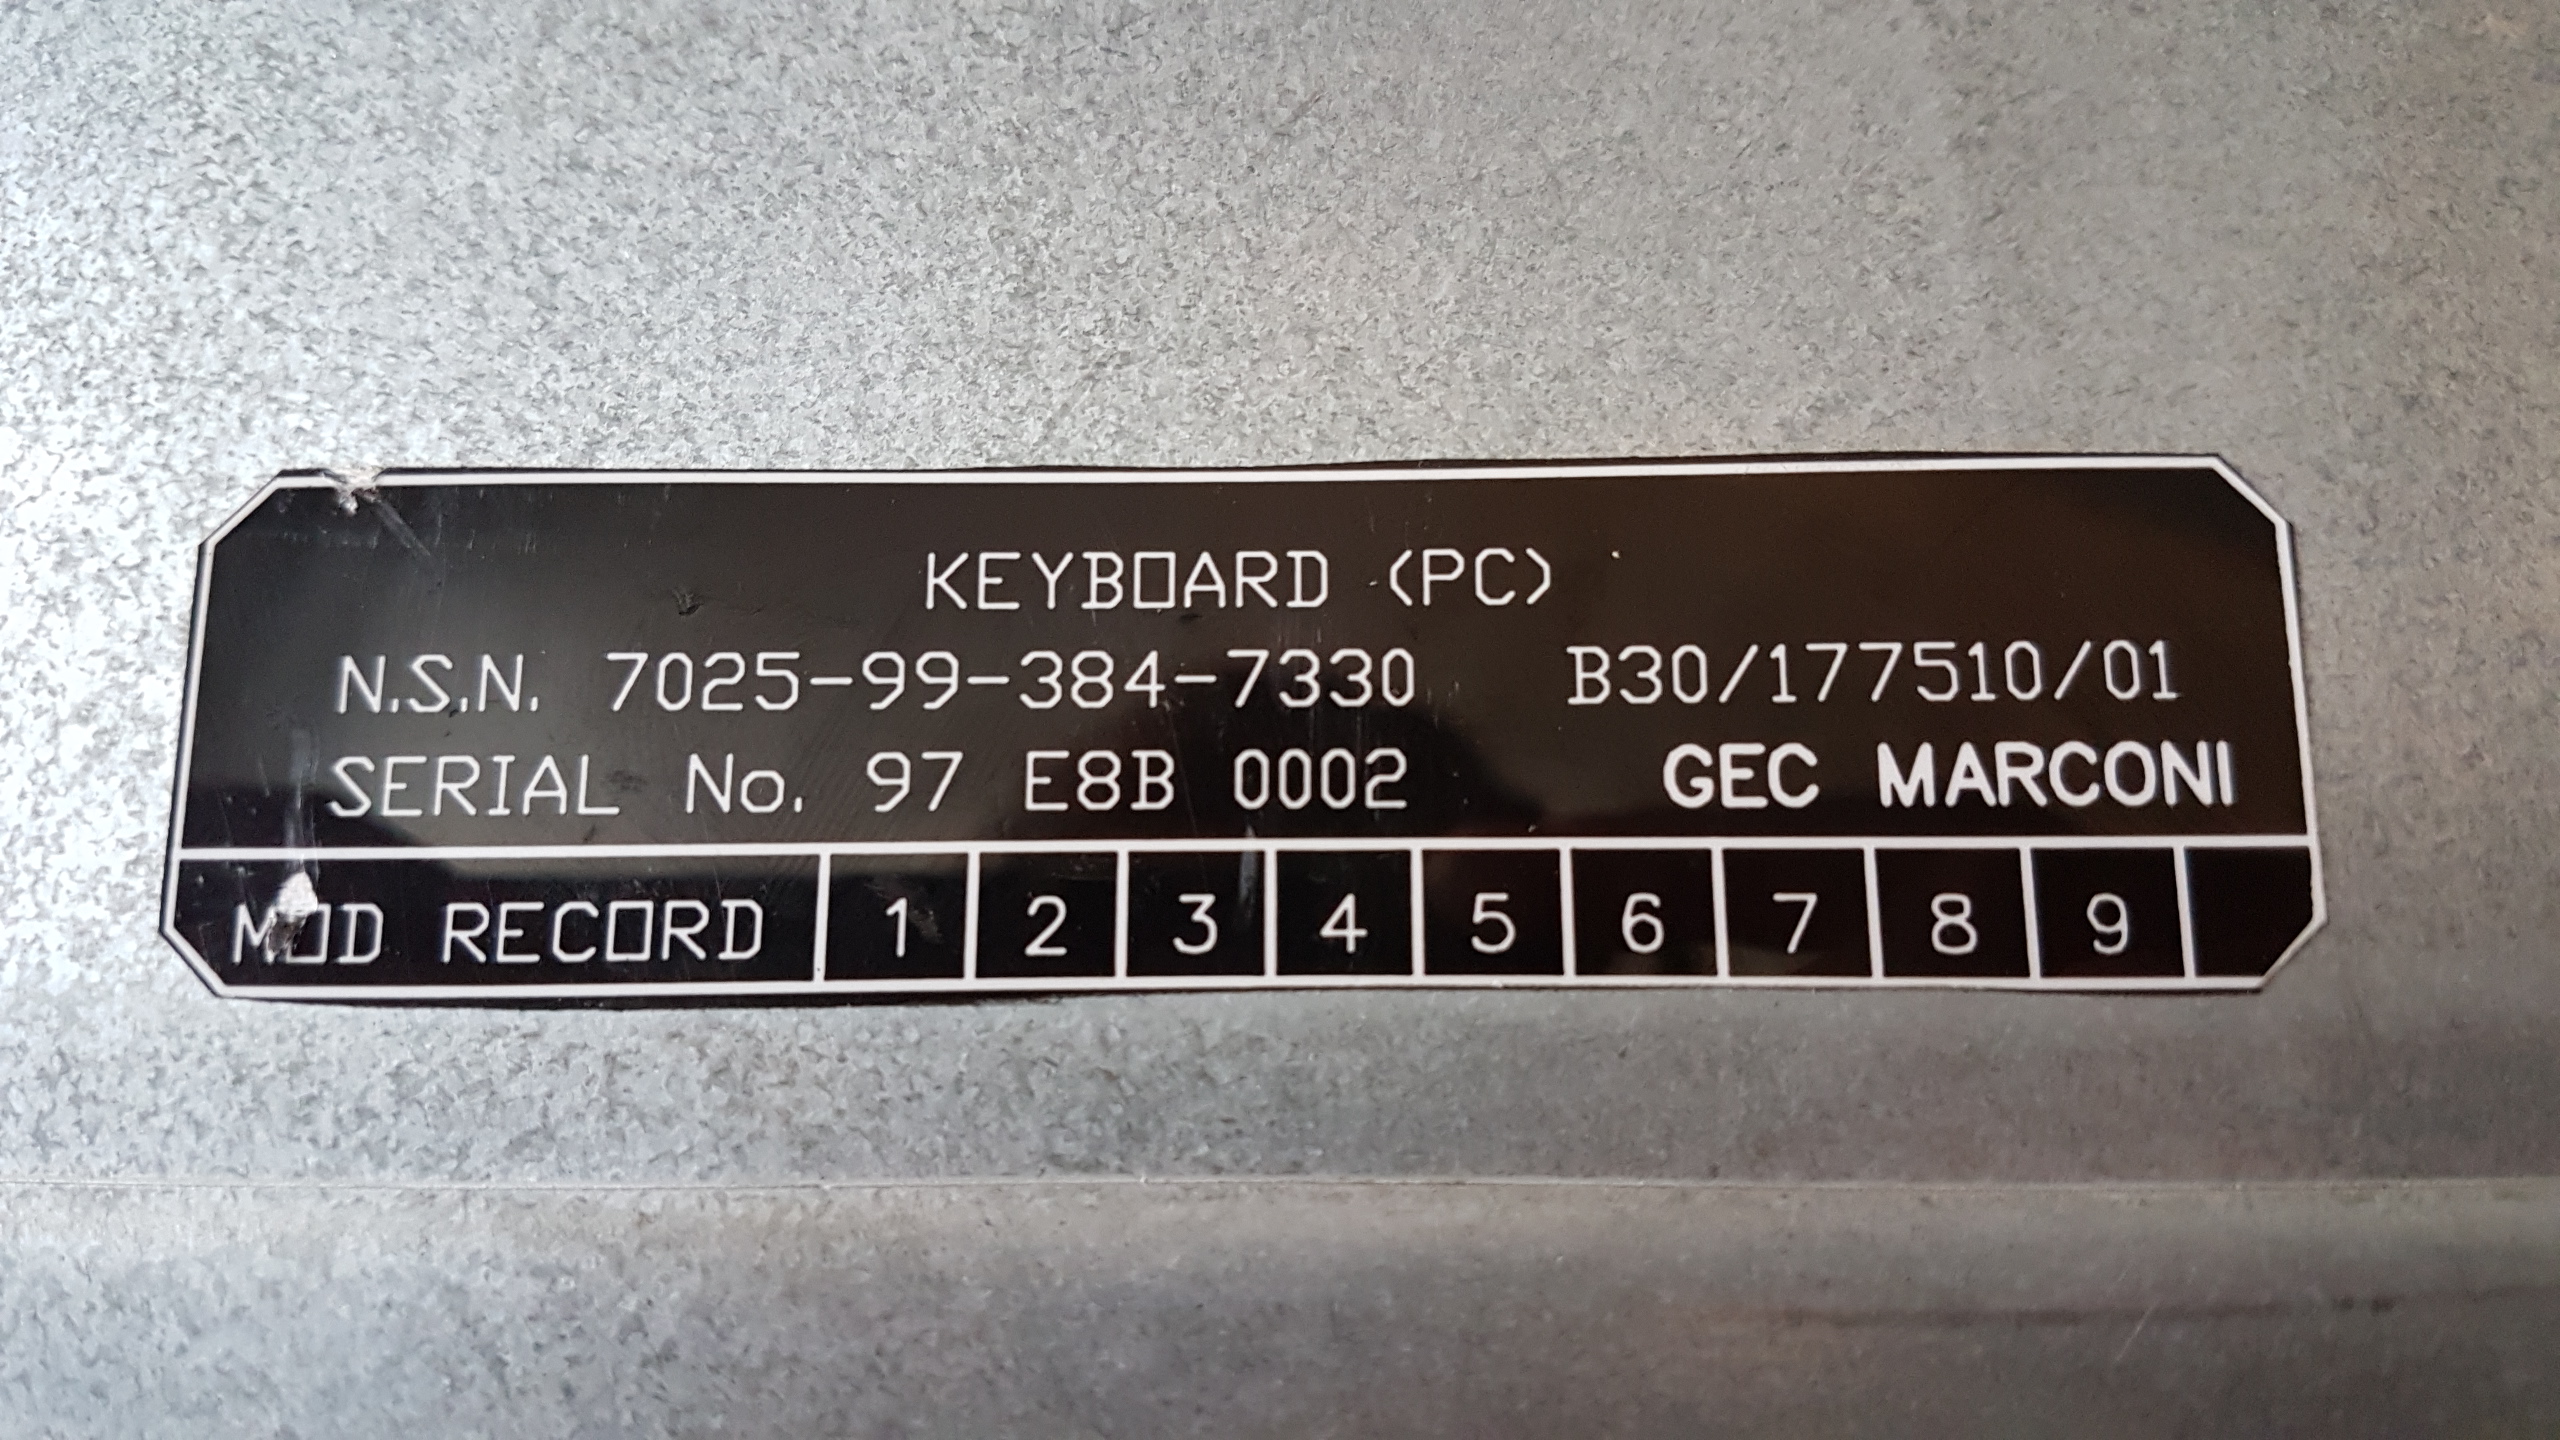 KEYBOARD (PC)
N.S.N. 7025-99-384-7330 B30/177510/01
SERIAL No. 97 E8B 0002 GEC MARCONI
MOD RECORD 1 2 3 4 5 6 7 8 9